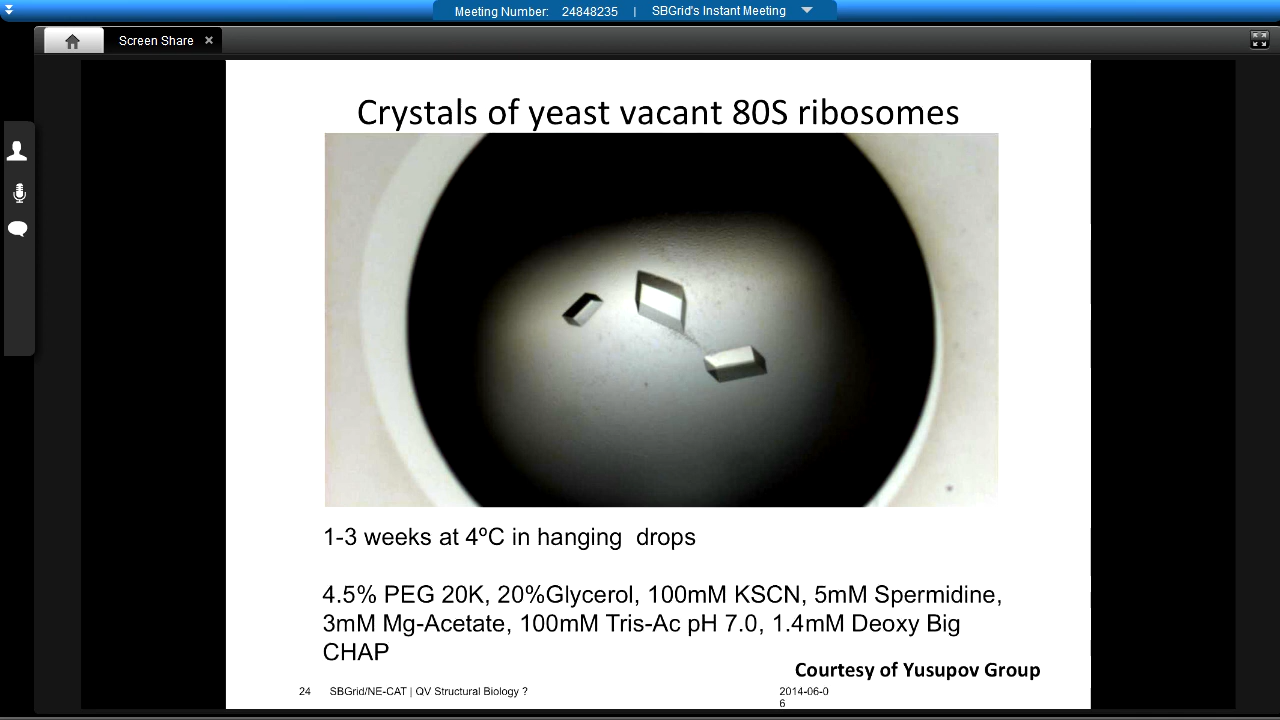 Meeting Number: 24848235 | SBGrid's Instant Meeting
Screen Share ×
Crystals of yeast vacant 80S ribosomes
1-3 weeks at 4ºC in hanging drops
4.5% PEG 20K, 20%Glycerol, 100mM KSCN, 5mM Spermidine,
3mM Mg-Acetate, 100mM Tris-Ac pH 7.0, 1.4mM Deoxy Big
CHAP
Courtesy of Yusupov Group
24 SBGrid/NE-CAT | QV Structural Biology ? 2014-06-0
6